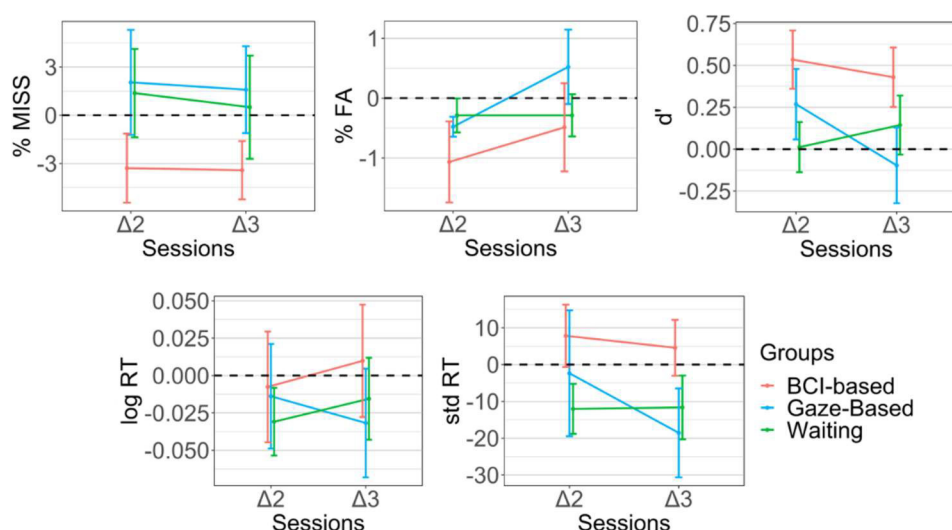 % MISS
3
0
-3
Δ2
Δ3
Sessions
% FA
1
0
-1
Δ2
Δ3
Sessions
d'
0.75
0.50
0.25
0.00
-0.25
Δ2
Δ3
Sessions
log RT
0.050
0.025
0.000
-0.025
-0.050
Δ2
Δ3
Sessions
std RT
10
0
-10
-20
-30
Δ2
Δ3
Sessions
Groups
BCI-based
Gaze-Based
Waiting